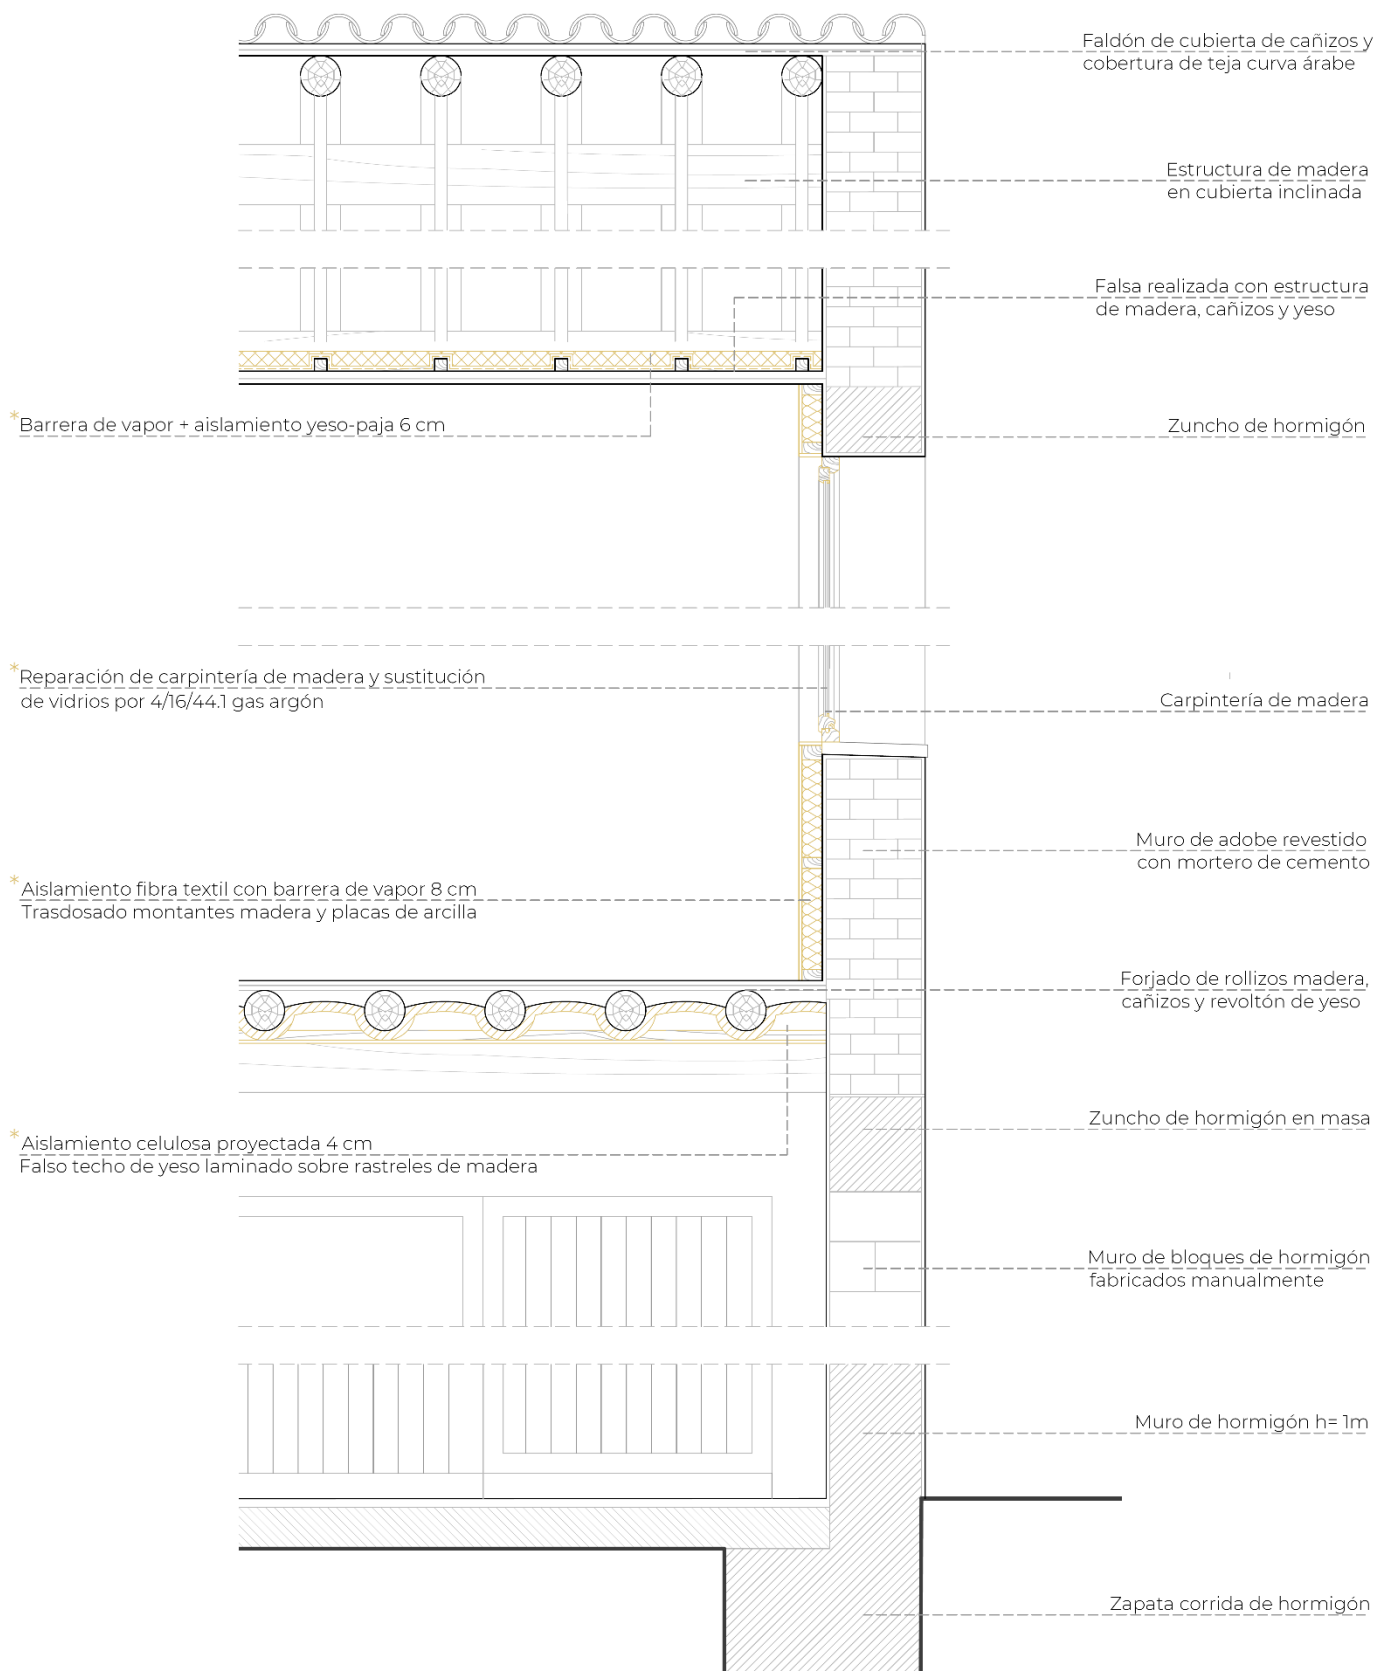 Faldón de cubierta de cañizos y
cobertura de teja curva árabe
Estructura de madera
en cubierta inclinada
Falsa realizada con estructura
de madera, cañizos y yeso
*Barrera de vapor + aislamiento yeso-paja 6 cm
Zuncho de hormigón
*Reparación de carpintería de madera y sustitución
de vidrios por 4/16/44.1 gas argón
Carpintería de madera
Muro de adobe revestido
con mortero de cemento
*Aislamiento fibra textil con barrera de vapor 8 cm
Trasdosado montantes madera y placas de arcilla
Forjado de rollizos madera,
cañizos y revoltón de yeso
Zuncho de hormigón en masa
*Aislamiento celulosa proyectada 4 cm
Falso techo de yeso laminado sobre rastreles de madera
Muro de bloques de hormigón
fabricados manualmente
Muro de hormigón h= 1m
Zapata corrida de hormigón